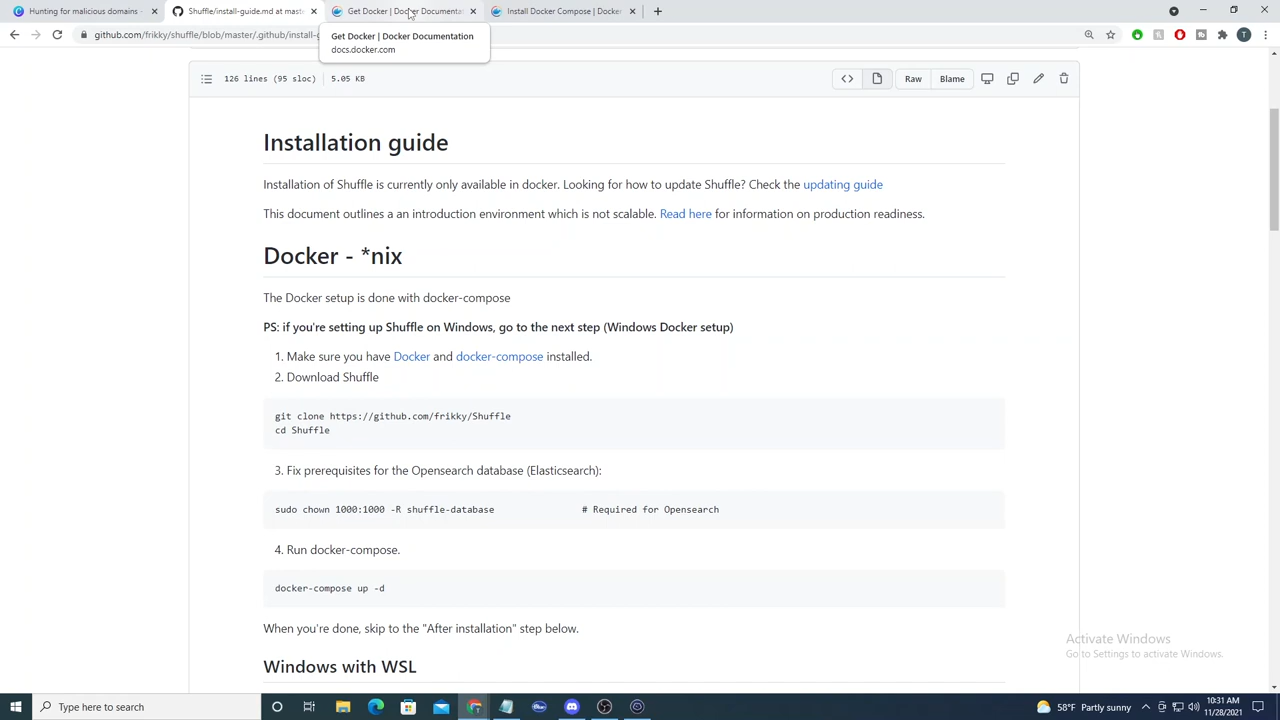 Hunting for malicious domains -
Shuffle/install-guide.md at maste
Get Docker | Docker Documentat
Install Docker Compose | Docker
github.com/frikky/shuffle/blob/master/.github/install-g
T
Get Docker | Docker Documentation
docs.docker.com
126 lines (95 sloc) 5.05 KB
Raw
Blame
Installation guide
Installation of Shuffle is currently only available in docker. Looking for how to update Shuffle? Check the updating guide
This document outlines a an introduction environment which is not scalable. Read here for information on production readiness.
Docker - *nix
The Docker setup is done with docker-compose
PS: if you're setting up Shuffle on Windows, go to the next step (Windows Docker setup)
1. Make sure you have Docker and docker-compose installed.
2. Download Shuffle
git clone https://github.com/frikky/Shuffle
cd Shuffle
3. Fix prerequisites for the Opensearch database (Elasticsearch):
sudo chown 1000:1000 -R shuffle-database # Required for Opensearch
4. Run docker-compose.
docker-compose up -d
When you're done, skip to the "After installation" step below.
Windows with WSL
Activate Windows
Go to Settings to activate Windows.
Type here to search
58°F Partly sunny
10:31 AM
11/28/2021